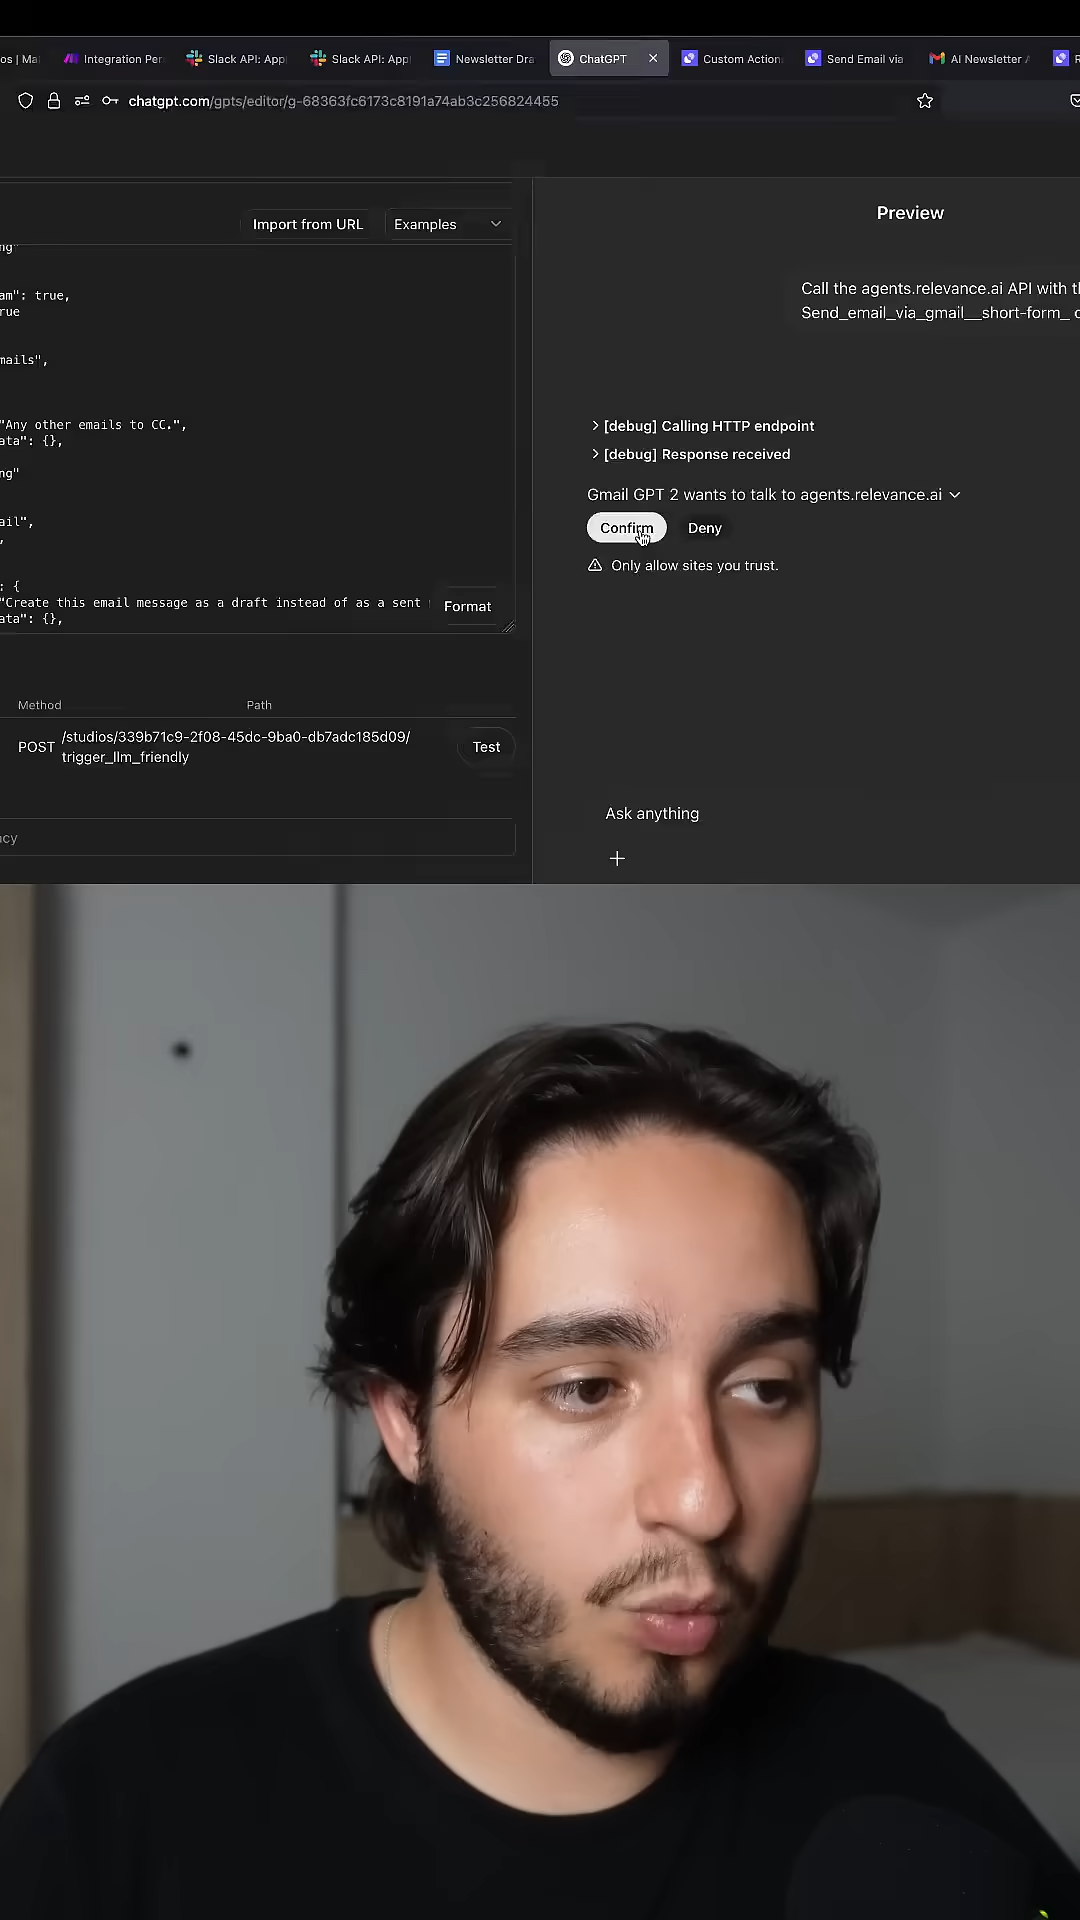 os | Ma
Integration Per
Slack API: App
Slack API: App
Newsletter Dra
ChatGPT
Custom Action
Send Email via
AI Newsletter
chatgpt.com/gpts/editor/g-68363fc6173c8191a74ab3c256824455
Import from URL
Examples
ng"
am": true,
rue
mails",
"Any other emails to CC.",
ata": {},
ng"
ail",
,
: {
"Create this email message as a draft instead of as a sent
ata": {},
Format
Method
Path
POST
/studios/339b71c9-2f08-45dc-9ba0-db7adc185d09/
trigger_llm_friendly
Test
cy
Preview
Call the agents.relevance.ai API with th
Send_email_via_gmail__short-form_ o
[debug] Calling HTTP endpoint
[debug] Response received
Gmail GPT 2 wants to talk to agents.relevance.ai
Confirm
Deny
Only allow sites you trust.
Ask anything